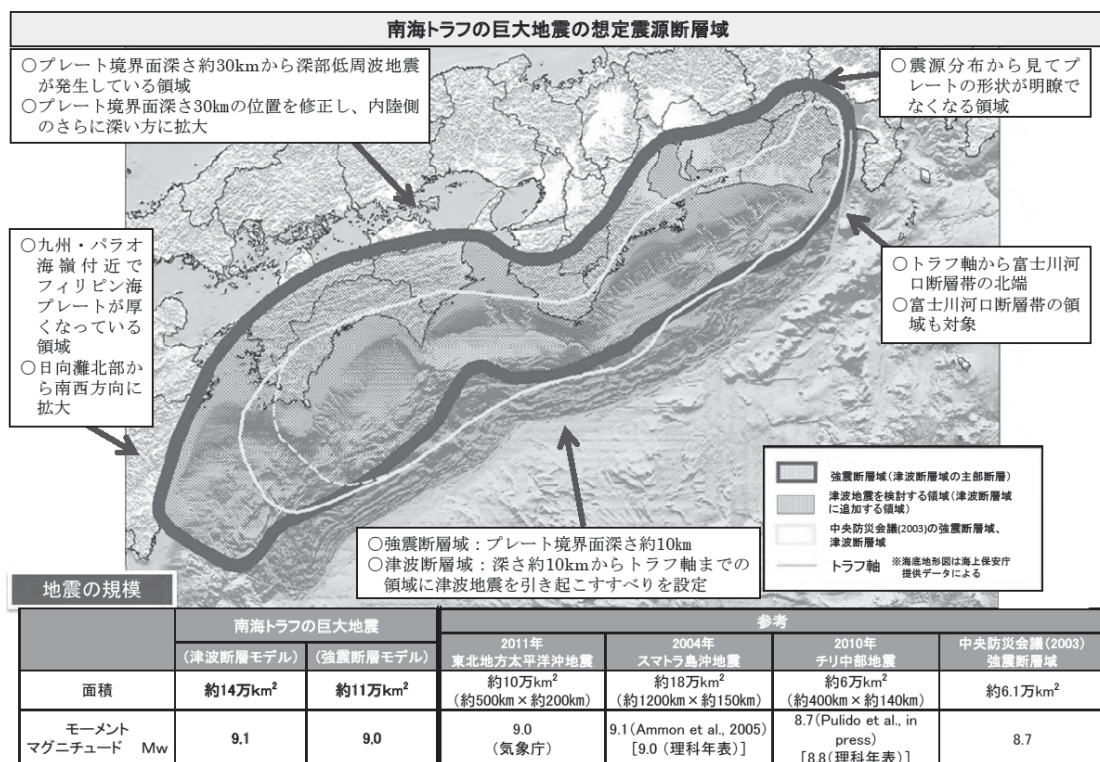 南海トラフの巨大地震の想定震源断層域
○プレート境界面深さ約30kmから深部低周波地震
が発生している領域
○プレート境界面深さ30㎞の位置を修正し、内陸側
のさらに深い方に拡大
○震源分布から見てプ
レートの形状が明瞭で
なくなる領域
○九州・パラオ
海嶺付近で
フィリピン海
プレートが厚
くなっている
領域
○日向灘北部か
ら南西方向に
拡大
○トラフ軸から富士川河
口断層帯の北端
○富士川河口断層帯の領
域も対象
○強震断層域：プレート境界面深さ約10㎞
○津波断層域：深さ約10kmからトラフ軸までの
領域に津波地震を引き起こすすべりを設定
強震断層域(津波断層域の主部断層)
津波地震を検討する領域(津波断層域
に追加する領域)
中央防災会議(2003)の強震断層域、
津波断層域
トラフ軸 ※海底地形図は海上保安庁
提供データによる
地震の規模
南海トラフの巨大地震 参考
(津波断層モデル) (強震断層モデル) 2011年 東北地方太平洋沖地震 2004年 スマトラ島沖地震 2010年 チリ中部地震 中央防災会議(2003) 強震断層域
面積 約14万km² 約11万km² 約10万km² (約500km×約200km) 約18万km² (約1200km×約150km) 約6万km² (約400km×約140km) 約6.1万km²
モーメント マグニチュード Mw 9.1 9.0 9.0 (気象庁) 9.1(Ammon et al., 2005) [9.0 (理科年表)] 8.7(Pulido et al., in press) [8.8(理科年表)] 8.7